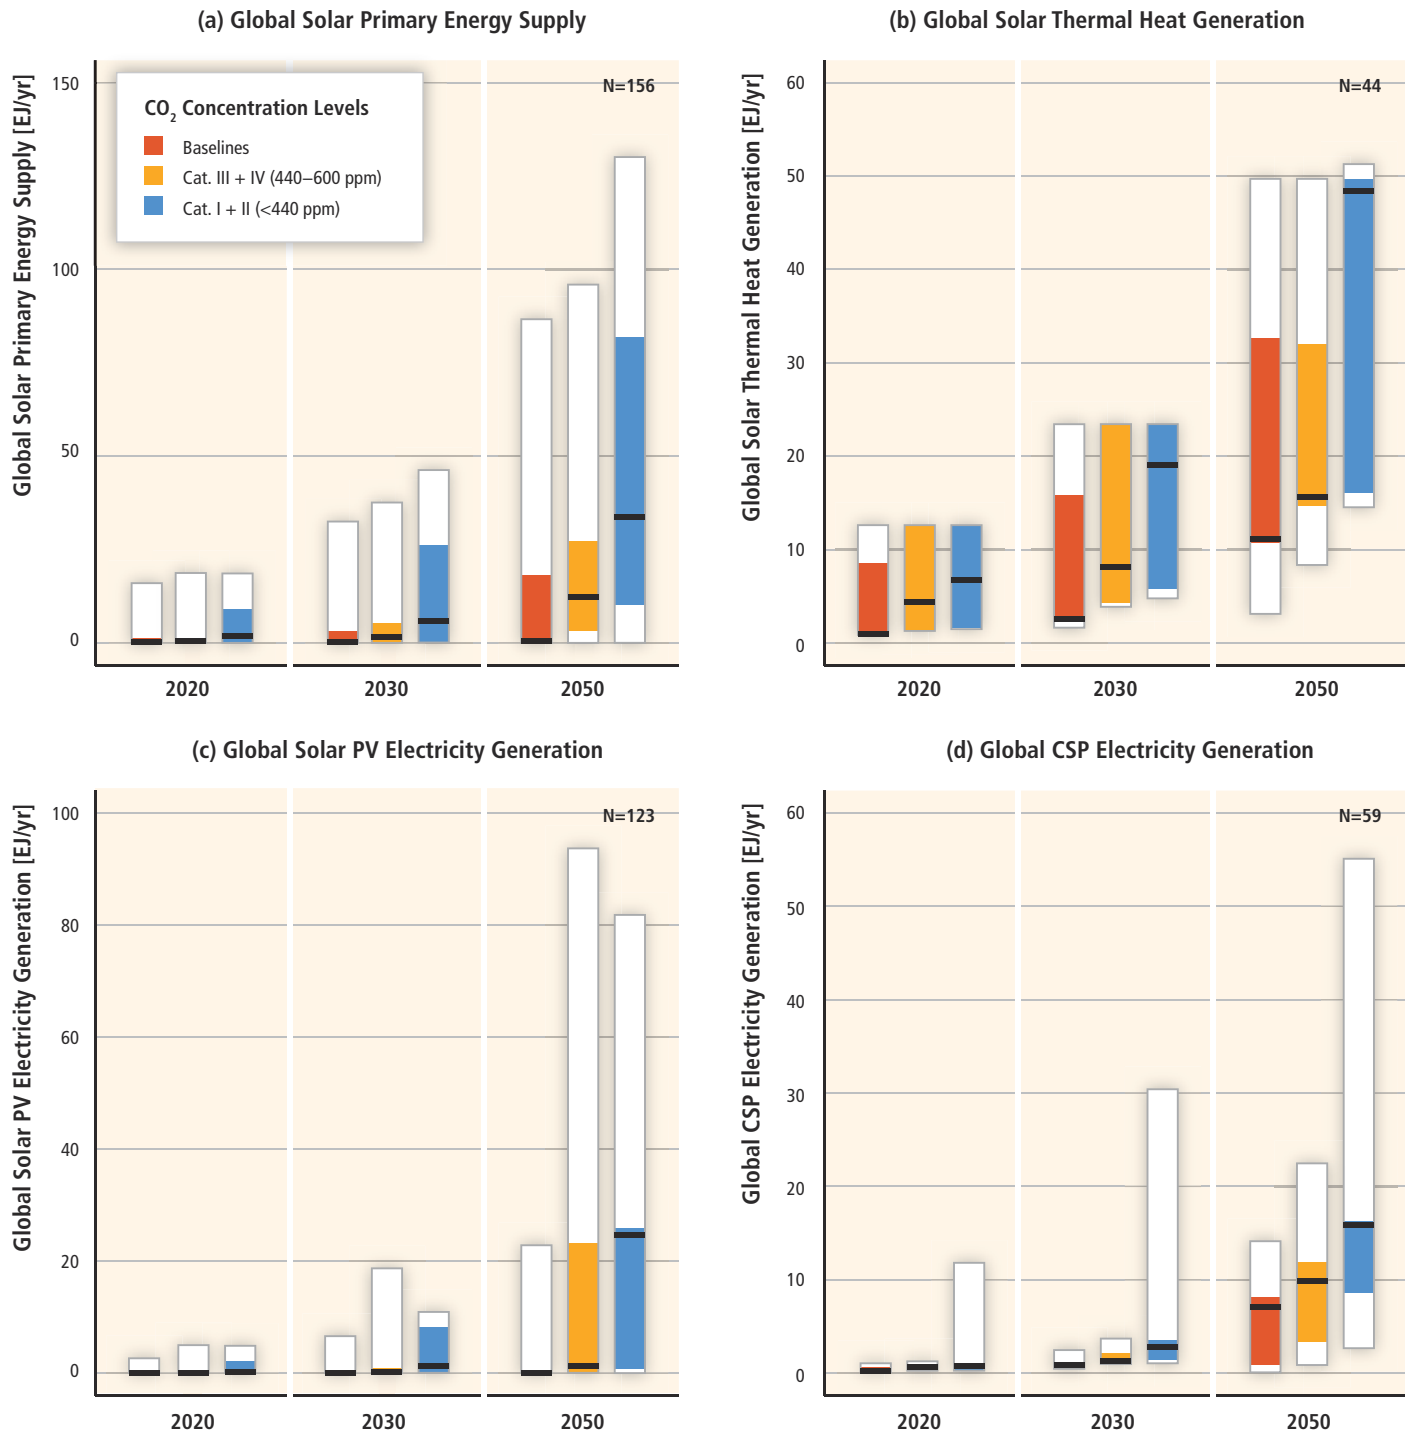 (a) Global Solar Primary Energy Supply
Global Solar Primary Energy Supply [EJ/yr]
150
100
50
0
N=156
CO2 Concentration Levels
Baselines
Cat. III + IV (440–600 ppm)
Cat. I + II (<440 ppm)
2020
2030
2050
(b) Global Solar Thermal Heat Generation
Global Solar Thermal Heat Generation [EJ/yr]
60
50
40
30
20
10
0
N=44
2020
2030
2050
(c) Global Solar PV Electricity Generation
Global Solar PV Electricity Generation [EJ/yr]
100
80
60
40
20
0
N=123
2020
2030
2050
(d) Global CSP Electricity Generation
Global CSP Electricity Generation [EJ/yr]
60
50
40
30
20
10
0
N=59
2020
2030
2050